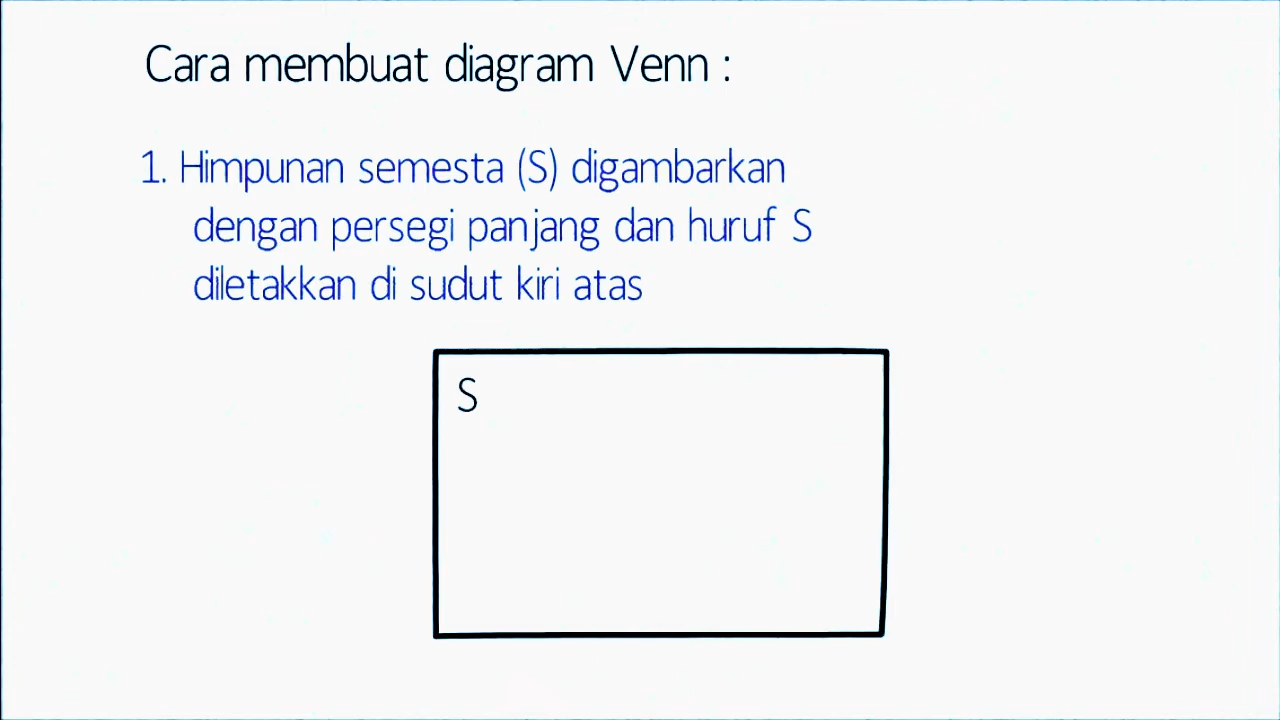 Cara membuat diagram Venn :
1. Himpunan semesta (S) digambarkan
dengan persegi panjang dan huruf S
diletakkan di sudut kiri atas
S